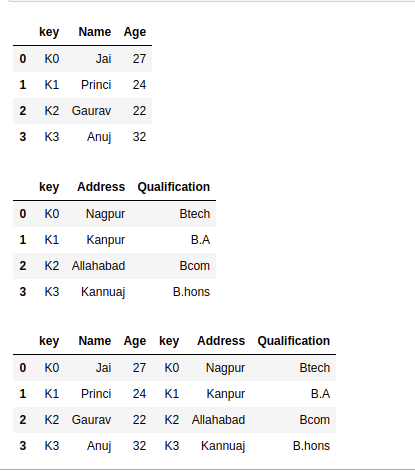 key Name Age
0 K0 Jai 27
1 K1 Princi 24
2 K2 Gaurav 22
3 K3 Anuj 32
key Address Qualification
0 K0 Nagpur Btech
1 K1 Kanpur B.A
2 K2 Allahabad Bcom
3 K3 Kannuaj B.hons
key Name Age key Address Qualification
0 K0 Jai 27 K0 Nagpur Btech
1 K1 Princi 24 K1 Kanpur B.A
2 K2 Gaurav 22 K2 Allahabad Bcom
3 K3 Anuj 32 K3 Kannuaj B.hons